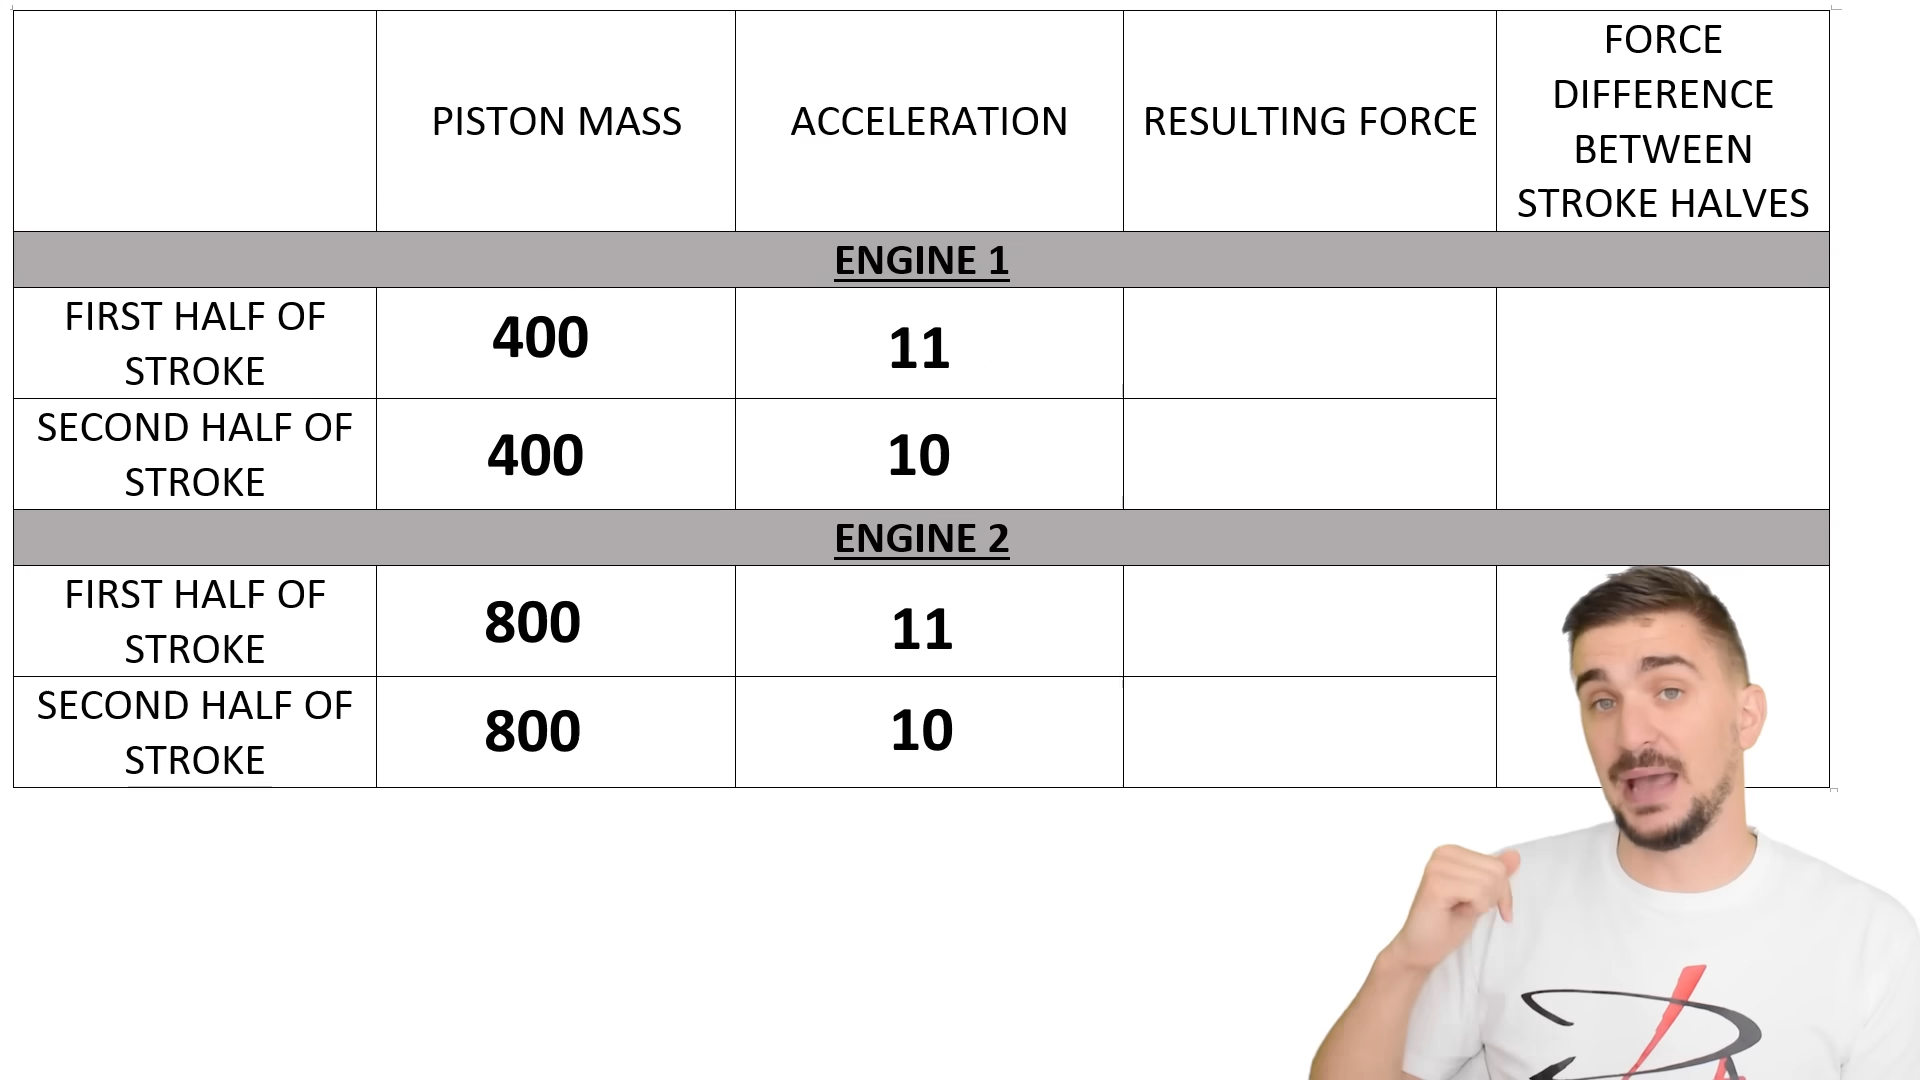 PISTON MASS
ACCELERATION
RESULTING FORCE
FORCE
DIFFERENCE
BETWEEN
STROKE HALVES
ENGINE 1
FIRST HALF OF
STROKE
400
11
SECOND HALF OF
STROKE
400
10
ENGINE 2
FIRST HALF OF
STROKE
800
11
SECOND HALF OF
STROKE
800
10